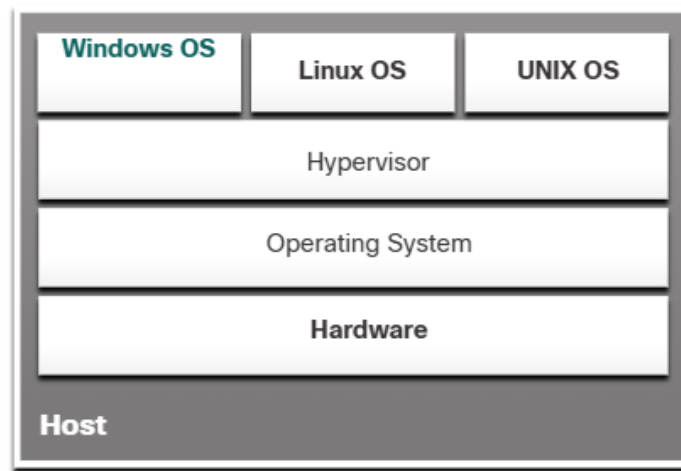 Windows OS
Linux OS
UNIX OS
Hypervisor
Operating System
Hardware
Host